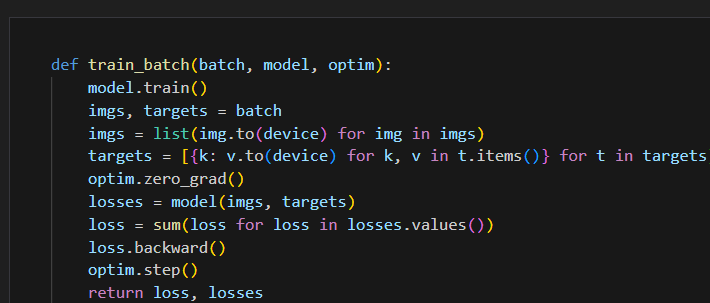 def train_batch(batch, model, optim):
    model.train()
    imgs, targets = batch
    imgs = list(img.to(device) for img in imgs)
    targets = [{k: v.to(device) for k, v in t.items()} for t in targets
    optim.zero_grad()
    losses = model(imgs, targets)
    loss = sum(loss for loss in losses.values())
    loss.backward()
    optim.step()
    return loss, losses